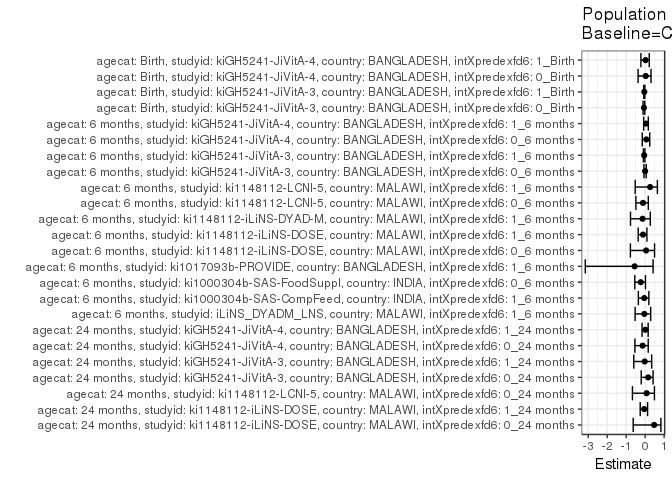 Population
Baseline=C
agecat: Birth, studyid: kiGH5241-JiVitA-4, country: BANGLADESH, intXpredexfd6: 1_Birth
agecat: Birth, studyid: kiGH5241-JiVitA-4, country: BANGLADESH, intXpredexfd6: 0_Birth
agecat: Birth, studyid: kiGH5241-JiVitA-3, country: BANGLADESH, intXpredexfd6: 1_Birth
agecat: Birth, studyid: kiGH5241-JiVitA-3, country: BANGLADESH, intXpredexfd6: 0_Birth
agecat: 6 months, studyid: kiGH5241-JiVitA-4, country: BANGLADESH, intXpredexfd6: 1_6 months
agecat: 6 months, studyid: kiGH5241-JiVitA-4, country: BANGLADESH, intXpredexfd6: 0_6 months
agecat: 6 months, studyid: kiGH5241-JiVitA-3, country: BANGLADESH, intXpredexfd6: 1_6 months
agecat: 6 months, studyid: kiGH5241-JiVitA-3, country: BANGLADESH, intXpredexfd6: 0_6 months
agecat: 6 months, studyid: ki1148112-LCNI-5, country: MALAWI, intXpredexfd6: 1_6 months
agecat: 6 months, studyid: ki1148112-LCNI-5, country: MALAWI, intXpredexfd6: 0_6 months
agecat: 6 months, studyid: ki1148112-iLiNS-DYAD-M, country: MALAWI, intXpredexfd6: 1_6 months
agecat: 6 months, studyid: ki1148112-iLiNS-DOSE, country: MALAWI, intXpredexfd6: 1_6 months
agecat: 6 months, studyid: ki1148112-iLiNS-DOSE, country: MALAWI, intXpredexfd6: 0_6 months
agecat: 6 months, studyid: ki1017093b-PROVIDE, country: BANGLADESH, intXpredexfd6: 1_6 months
agecat: 6 months, studyid: ki1000304b-SAS-FoodSuppl, country: INDIA, intXpredexfd6: 0_6 months
agecat: 6 months, studyid: ki1000304b-SAS-CompFeed, country: INDIA, intXpredexfd6: 1_6 months
agecat: 6 months, studyid: iLiNS_DYADM_LNS, country: MALAWI, intXpredexfd6: 1_6 months
agecat: 24 months, studyid: kiGH5241-JiVitA-4, country: BANGLADESH, intXpredexfd6: 1_24 months
agecat: 24 months, studyid: kiGH5241-JiVitA-4, country: BANGLADESH, intXpredexfd6: 0_24 months
agecat: 24 months, studyid: kiGH5241-JiVitA-3, country: BANGLADESH, intXpredexfd6: 1_24 months
agecat: 24 months, studyid: kiGH5241-JiVitA-3, country: BANGLADESH, intXpredexfd6: 0_24 months
agecat: 24 months, studyid: ki1148112-LCNI-5, country: MALAWI, intXpredexfd6: 0_24 months
agecat: 24 months, studyid: ki1148112-iLiNS-DOSE, country: MALAWI, intXpredexfd6: 1_24 months
agecat: 24 months, studyid: ki1148112-iLiNS-DOSE, country: MALAWI, intXpredexfd6: 0_24 months
-3 -2 -1 0 1
Estimate